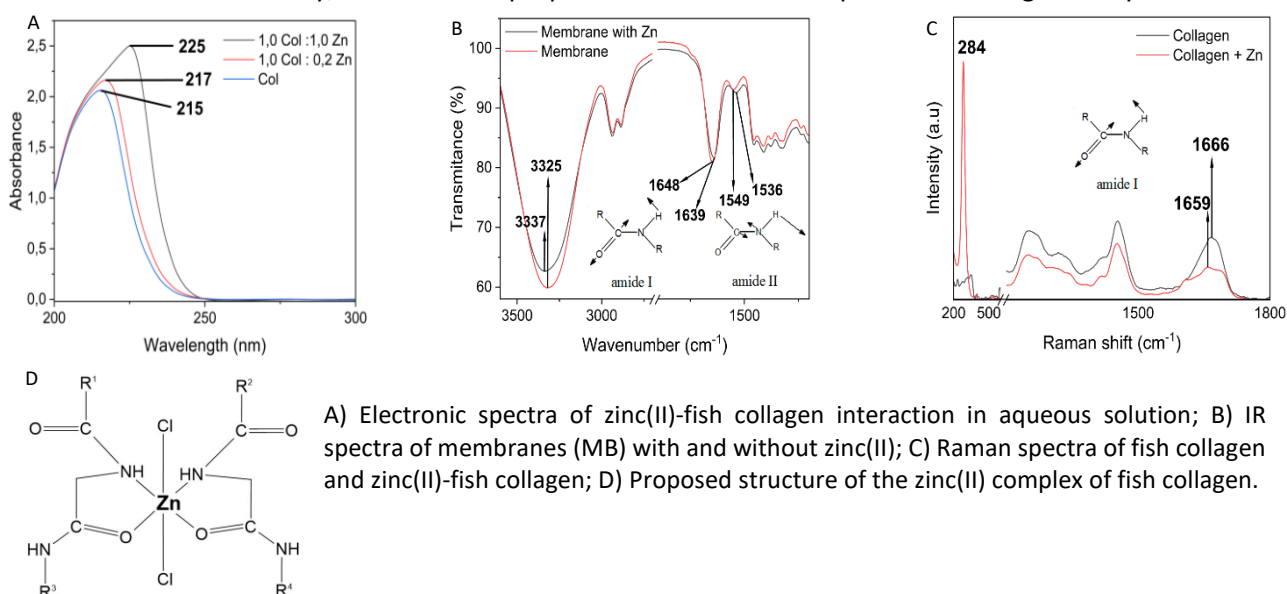 A
2,5
2,0
1,5
1,0
0,5
0,0
Absorbance
225
217
215
1,0 Col :1,0 Zn
1,0 Col : 0,2 Zn
Col
200
250
300
Wavelength (nm)
B
100
90
80
70
60
Transmitance (%)
Membrane with Zn
Membrane
3325
3337
1648
1639
1549
1536
R
C
O
N
H
R
amide I
R
C
O
N
H
R
amide II
3500
3000
1500
Wavenumber (cm-1)
C
Intensity (a.u)
284
Collagen
Collagen + Zn
R
C
O
N
H
R
amide I
1666
1659
200
500
1500
1800
Raman shift (cm-1)
D
R1
R2
O
C
Cl
C
O
NH
NH
Zn
C
O
O
C
HN
Cl
NH
R3
R4
A) Electronic spectra of zinc(II)-fish collagen interaction in aqueous solution; B) IR
spectra of membranes (MB) with and without zinc(II); C) Raman spectra of fish collagen
and zinc(II)-fish collagen; D) Proposed structure of the zinc(II) complex of fish collagen.